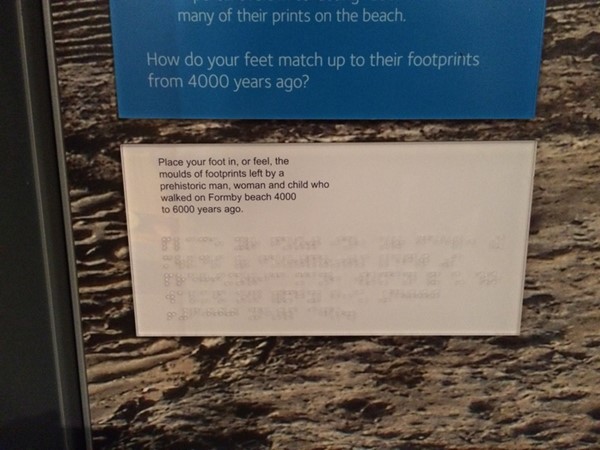 many of their prints on the beach.
How do your feet match up to their footprints
from 4000 years ago?
Place your foot in, or feel, the
moulds of footprints left by a
prehistoric man, woman and child who
walked on Formby beach 4000
to 6000 years ago.